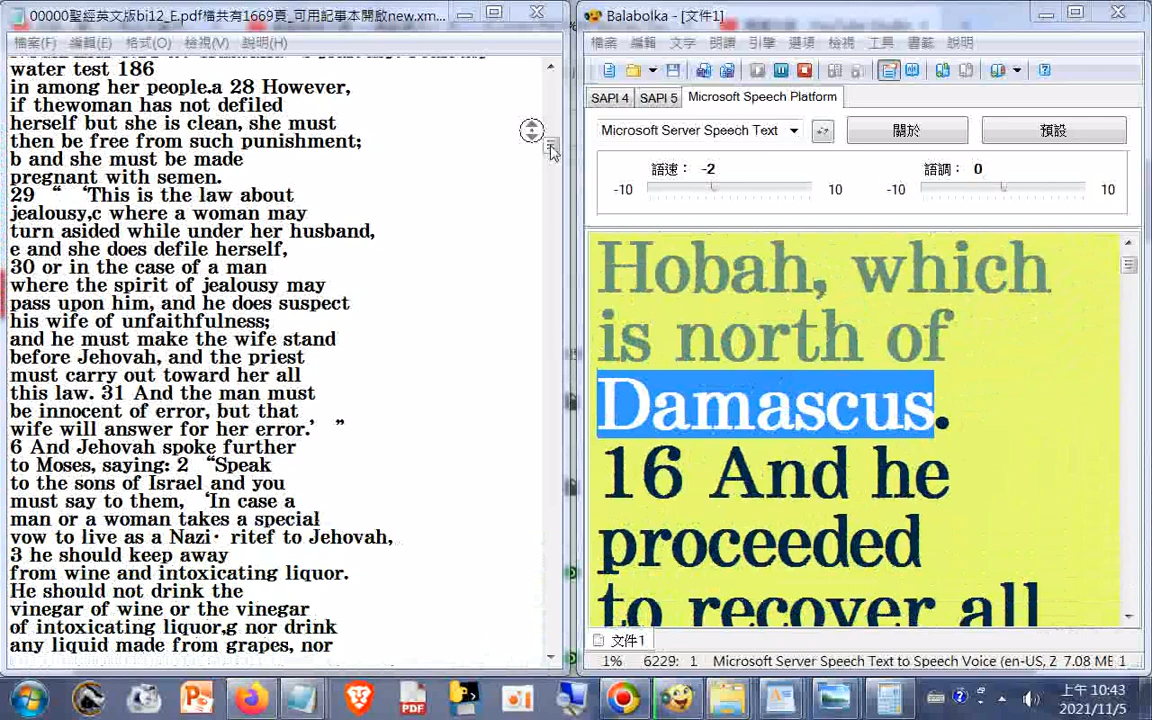 00000聖經英文版bi12_E.pdf檔共有1669頁_可用記事本開啟new.xm...
檔案(F) 編輯(E) 格式(O) 檢視(V) 說明(H)
water test 186
in among her people.a 28 However,
if thewoman has not defiled
herself but she is clean, she must
then be free from such punishment;
b and she must be made
pregnant with semen.
29 “ ‘This is the law about
jealousy,c where a woman may
turn asided while under her husband,
e and she does defile herself,
30 or in the case of a man
where the spirit of jealousy may
pass upon him, and he does suspect
his wife of unfaithfulness;
and he must make the wife stand
before Jehovah, and the priest
must carry out toward her all
this law. 31 And the man must
be innocent of error, but that
wife will answer for her error.’ ”
6 And Jehovah spoke further
to Moses, saying: 2 “Speak
to the sons of Israel and you
must say to them, ‘In case a
man or a woman takes a special
vow to live as a Nazi· ritef to Jehovah,
3 he should keep away
from wine and intoxicating liquor.
He should not drink the
vinegar of wine or the vinegar
of intoxicating liquor,g nor drink
any liquid made from grapes, nor
Balabolka - [文件1]
檔案 編輯 文字 朗讀 引擎 選項 檢視 工具 書籤 說明
SAPI 4 SAPI 5 Microsoft Speech Platform
Microsoft Server Speech Text 關於 預設
語速: -2 語調: 0
-10 10 -10 10
Hobah, which
is north of
Damascus.
16 And he
proceeded
to recover all
文件1
1% 6229: 1 Microsoft Server Speech Text to Speech Voice (en-US, Z 7.08 ME 1
上午 10:43
2021/11/5